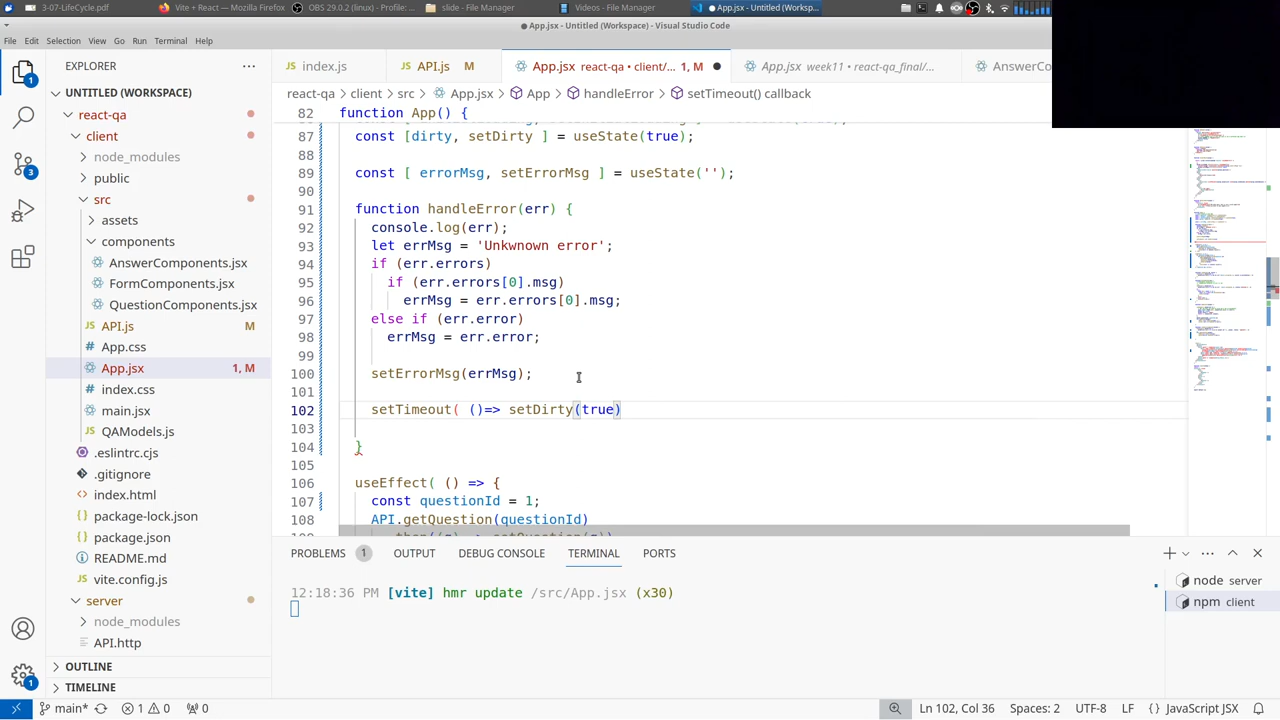 3-07-LifeCycle.pdf
Vite + React — Mozilla Firefox
OBS 29.0.2 (linux) - Profile: ...
slide - File Manager
Videos - File Manager
● App.jsx - Untitled (Worksp...
● App.jsx - Untitled (Workspace) - Visual Studio Code
File Edit Selection View Go Run Terminal Help
EXPLORER ...
JS index.js
JS API.js M
App.jsx react-qa • client/... 1, M ●
App.jsx week11 • react-qa_final/...
AnswerCo
UNTITLED (WORKSPACE)
react-qa > client > src > App.jsx > App > handleError > setTimeout() callback
react-qa
client
node_modules
public
src
assets
components
AnswerComponents.jsx
FormComponents.jsx
QuestionComponents.jsx
JS API.js M
# App.css
App.jsx 1, M
# index.css
main.jsx
JS QAModels.js
.eslintrc.cjs
.gitignore
index.html
package-lock.json
package.json
README.md
vite.config.js
server
node_modules
API.http
OUTLINE
TIMELINE
82 function App() {
87 const [dirty, setDirty ] = useState(true);
88
89 const [ errorMsg, setErrorMsg ] = useState('');
90
91 function handleError(err) {
92 console.log(err);
93 let errMsg = 'Unkwnown error';
94 if (err.errors)
95 if (err.errors[0].msg)
96 errMsg = err.errors[0].msg;
97 else if (err.error)
98 errMsg = err.error;
99
100 setErrorMsg(errMsg);
101
102 setTimeout( ()=> setDirty(true)
103
104 }
105
106 useEffect( () => {
107 const questionId = 1;
108 API.getQuestion(questionId)
PROBLEMS 1 OUTPUT DEBUG CONSOLE TERMINAL PORTS
12:18:36 PM [vite] hmr update /src/App.jsx (x30)
node server
npm client
main* 1 0 0
Ln 102, Col 36 Spaces: 2 UTF-8 LF {} JavaScript JSX